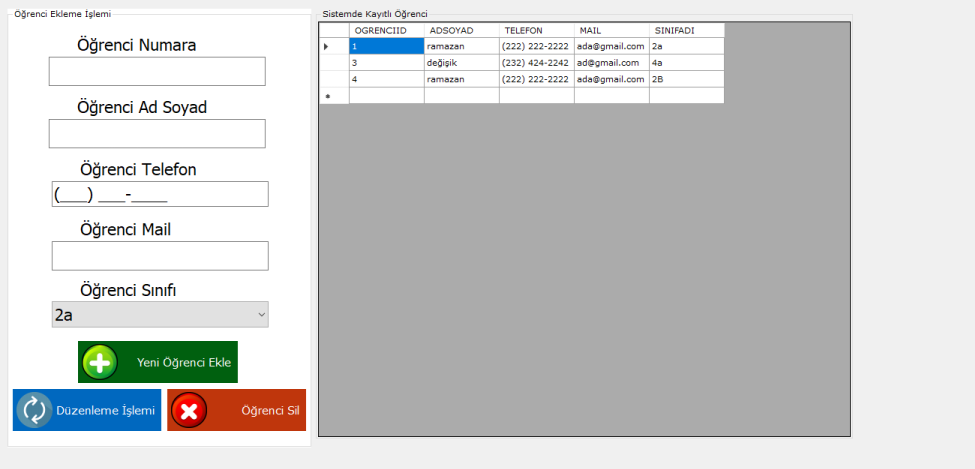 Öğrenci Ekleme İşlemi
Öğrenci Numara
Öğrenci Ad Soyad
Öğrenci Telefon
(___) ___-____
Öğrenci Mail
Öğrenci Sınıfı
2a
Yeni Öğrenci Ekle
Düzenleme İşlemi
Öğrenci Sil
Sistemde Kayıtlı Öğrenci
OGRENCIID ADSOYAD TELEFON MAIL SINIFADI
1 ramazan (222) 222-2222 ada@gmail.com 2a
3 değişik (232) 424-2242 ad@gmail.com 4a
4 ramazan (222) 222-2222 ada@gmail.com 2B